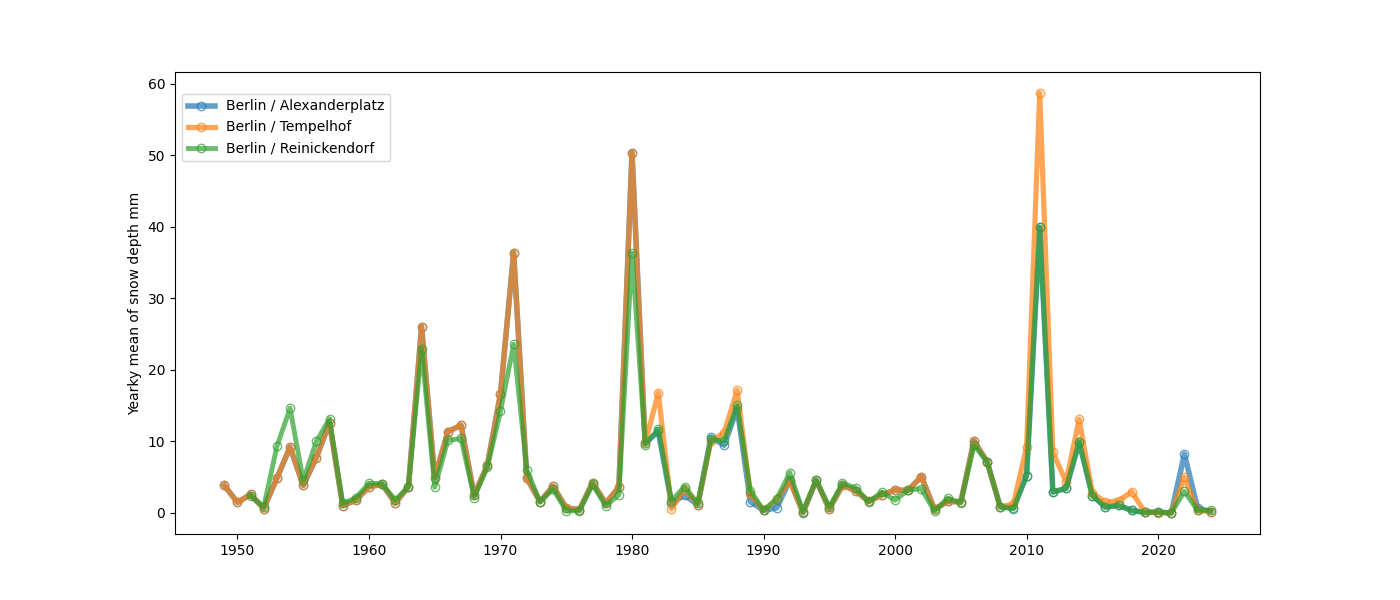 60
50
40
30
20
10
0
Yearky mean of snow depth mm
Berlin / Alexanderplatz
Berlin / Tempelhof
Berlin / Reinickendorf
1950 1960 1970 1980 1990 2000 2010 2020